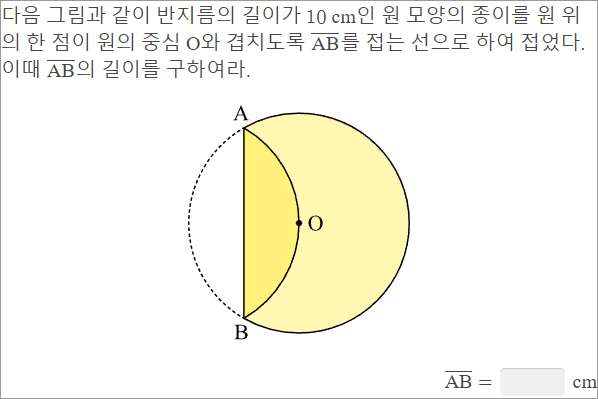 다음 그림과 같이 반지름의 길이가 10 cm인 원 모양의 종이를 원 위
의 한 점이 원의 중심 O와 겹치도록 AB를 접는 선으로 하여 접었다.
이때 AB의 길이를 구하여라.
A
O
B
AB = cm